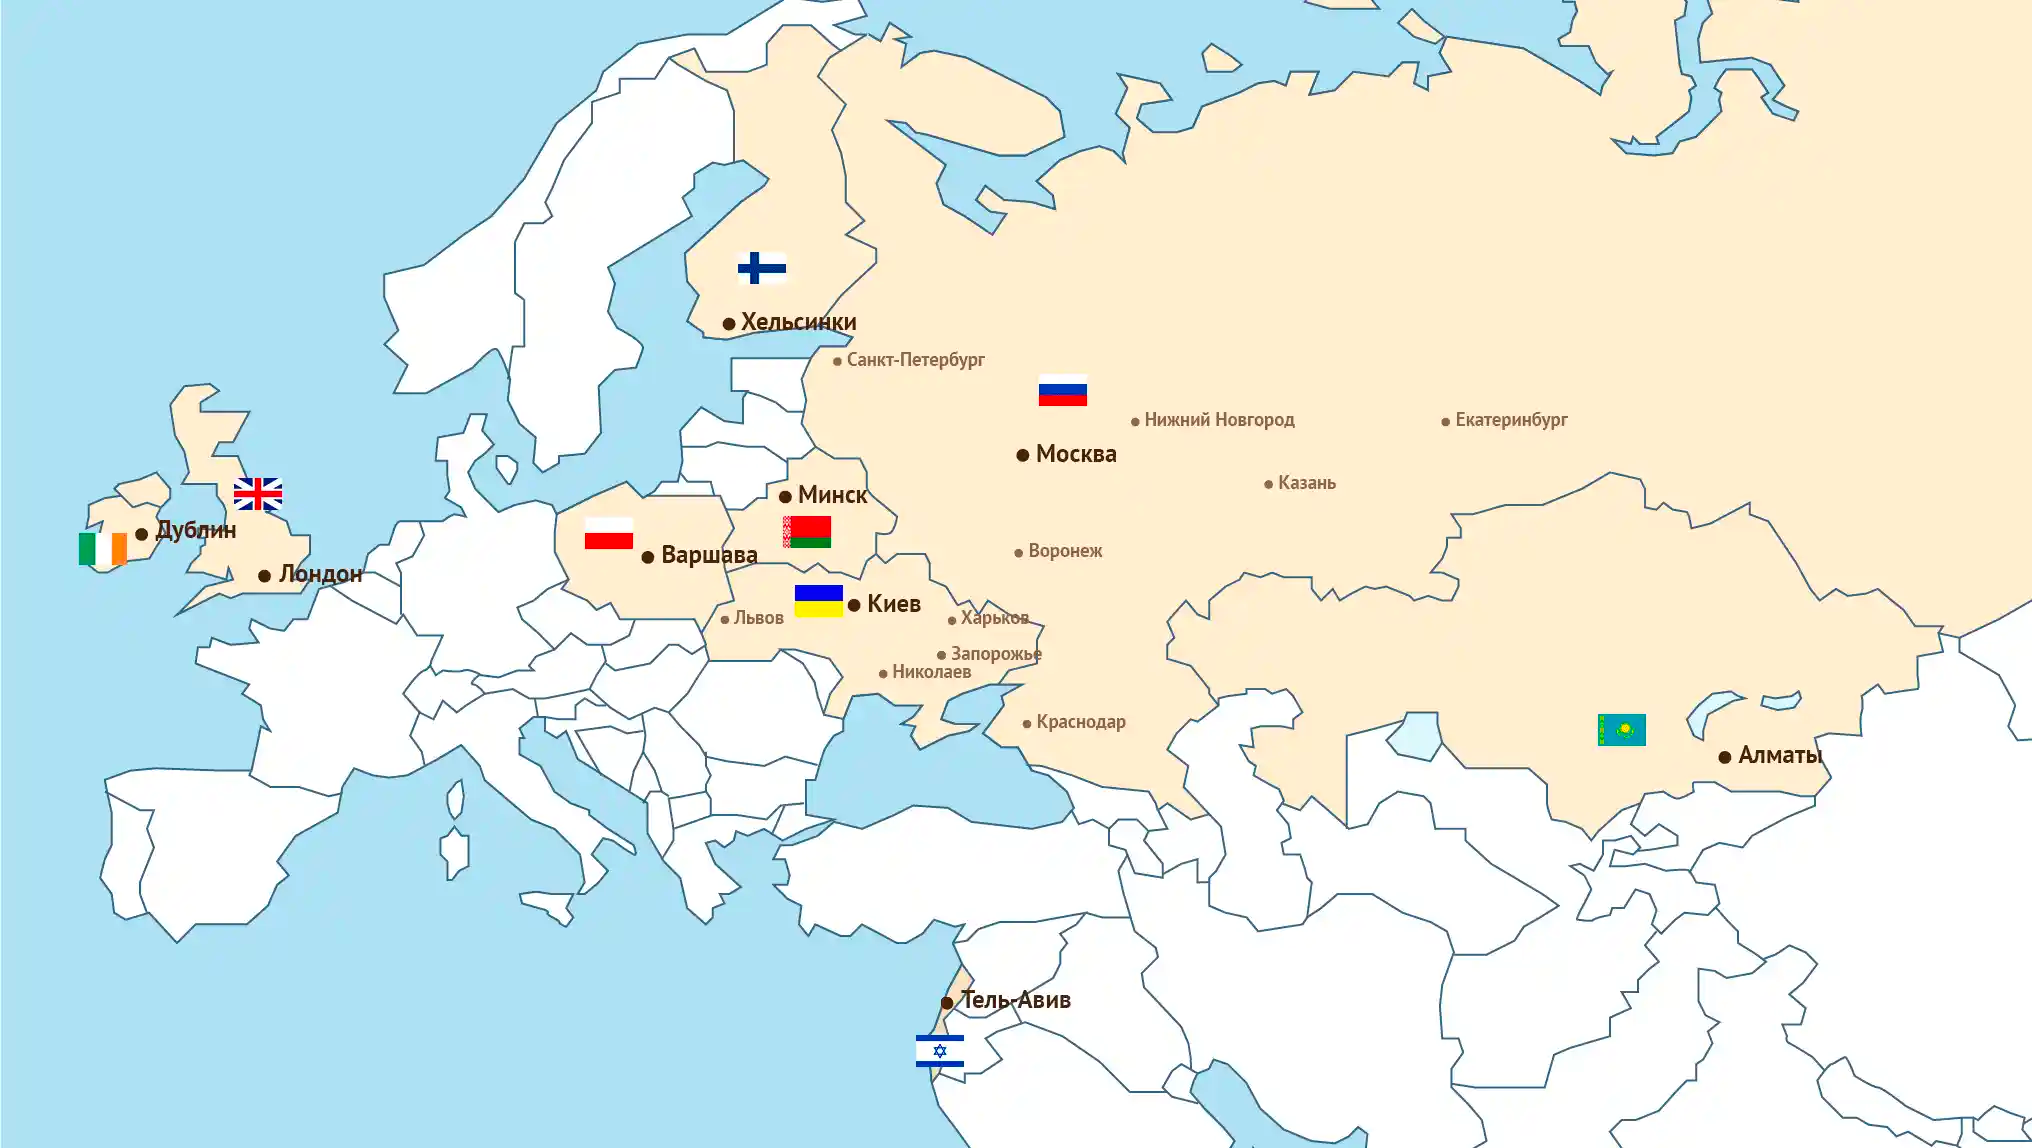 Хельсинки
Санкт-Петербург
Нижний Новгород
Екатеринбург
Москва
Казань
Минск
Дублин
Воронеж
Варшава
Лондон
Киев
Львов
Харьков
Запорожье
Николаев
Краснодар
Алматы
Тель-Авив